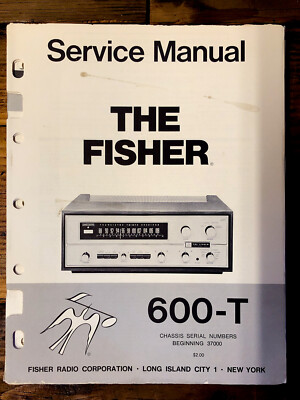 Service Manual
THE
FISHER®
600-T
CHASSIS SERIAL NUMBERS
BEGINNING 37000
$2.00
®
FISHER RADIO CORPORATION · LONG ISLAND CITY 1 · NEW YORK